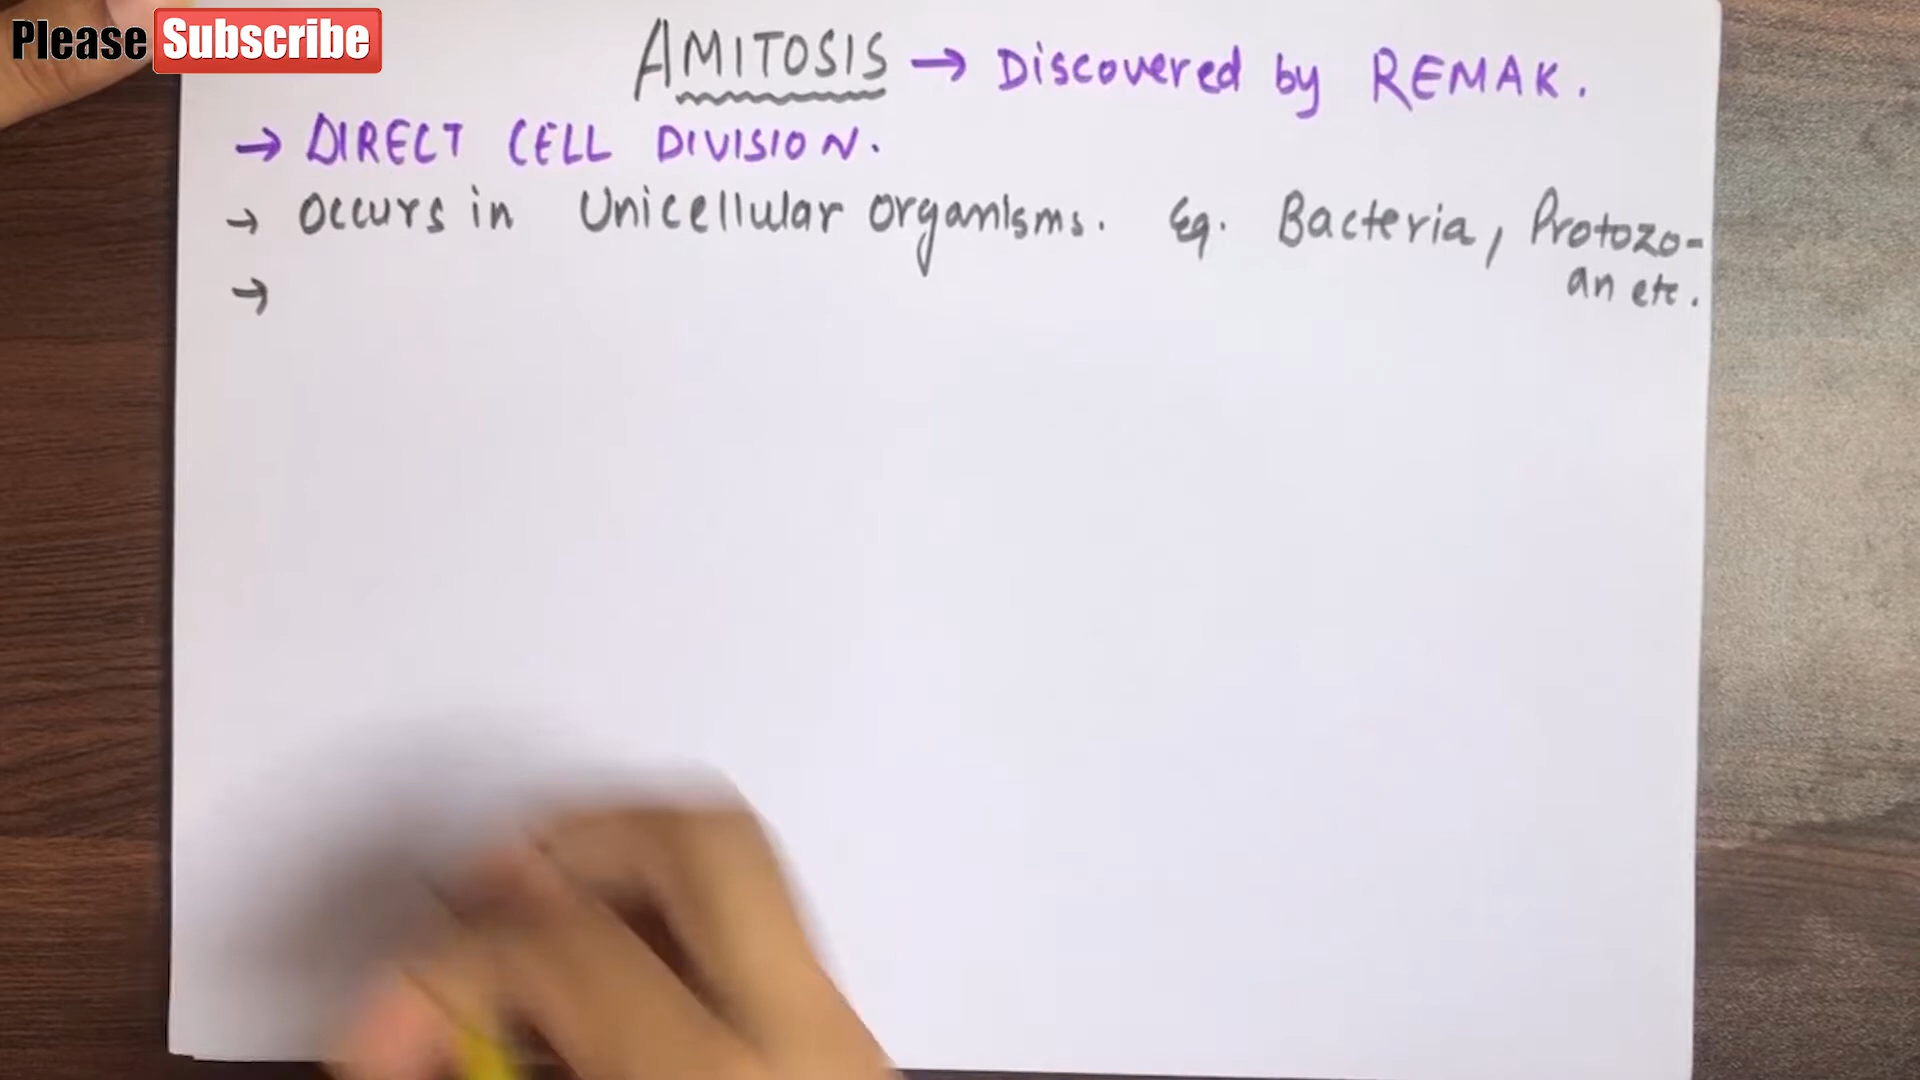 Please Subscribe
AMITOSIS → Discovered by REMAK.
→ DIRECT CELL DIVISION.
→ Occurs in Unicellular organisms. Eg. Bacteria, Protozo-
an etc.
→